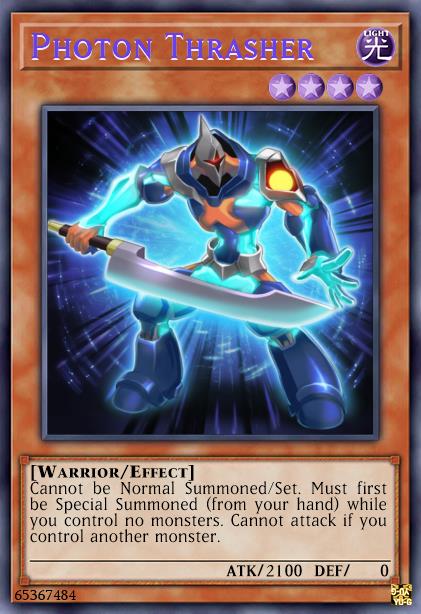 PHOTON THRASHER
LIGHT
光
[WARRIOR/EFFECT]
Cannot be Normal Summoned/Set. Must first
be Special Summoned (from your hand) while
you control no monsters. Cannot attack if you
control another monster.
ATK/2100 DEF/ 0
65367484